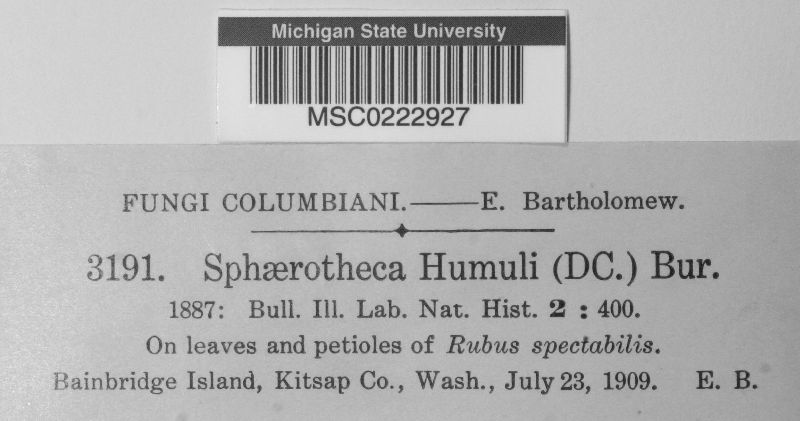 Michigan State University
MSC0222927
FUNGI COLUMBIANI.——E. Bartholomew.
3191. Sphærotheca Humuli (DC.) Bur.
1887: Bull. Ill. Lab. Nat. Hist. 2 : 400.
On leaves and petioles of Rubus spectabilis.
Bainbridge Island, Kitsap Co., Wash., July 23, 1909. E. B.